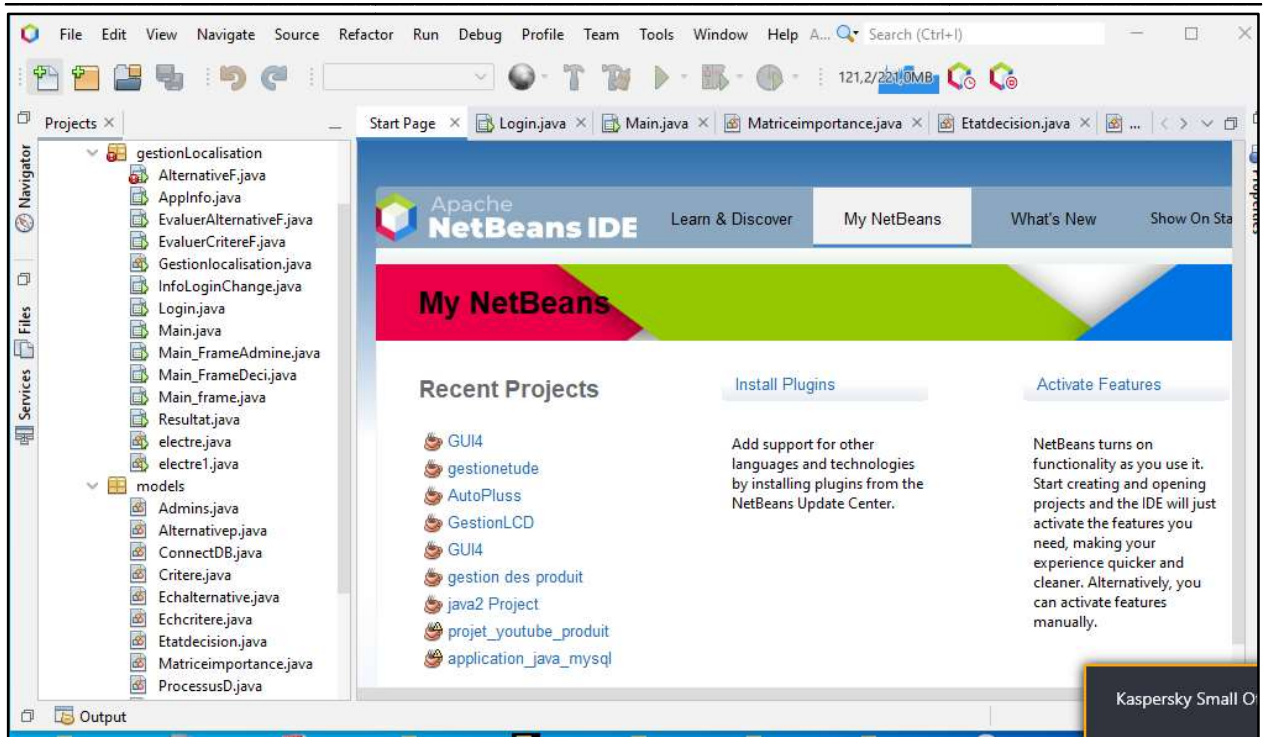 File Edit View Navigate Source Refactor Run Debug Profile Team Tools Window Help A... Search (Ctrl+I)
121,2/221,0MB
Projects
Start Page Login.java Main.java Matriceimportance.java Etatdecision.java ...
Navigator
Files
Services
Properties
gestionLocalisation
AlternativeF.java
AppInfo.java
EvaluerAlternativeF.java
EvaluerCritereF.java
Gestionlocalisation.java
InfoLoginChange.java
Login.java
Main.java
Main_FrameAdmine.java
Main_FrameDeci.java
Main_frame.java
Resultat.java
electre.java
electre1.java
models
Admins.java
Alternativep.java
ConnectDB.java
Critere.java
Echalternative.java
Echcritere.java
Etatdecision.java
Matriceimportance.java
ProcessusD.java
Apache
NetBeans IDE
Learn & Discover My NetBeans What's New Show On Sta
My NetBeans
Recent Projects
GUI4
gestionetude
AutoPluss
GestionLCD
GUI4
gestion des produit
java2 Project
projet_youtube_produit
application_java_mysql
Install Plugins
Add support for other
languages and technologies
by installing plugins from the
NetBeans Update Center.
Activate Features
NetBeans turns on
functionality as you use it.
Start creating and opening
projects and the IDE will just
activate the features you
need, making your
experience quicker and
cleaner. Alternatively, you
can activate features
manually.
Output
Kaspersky Small O